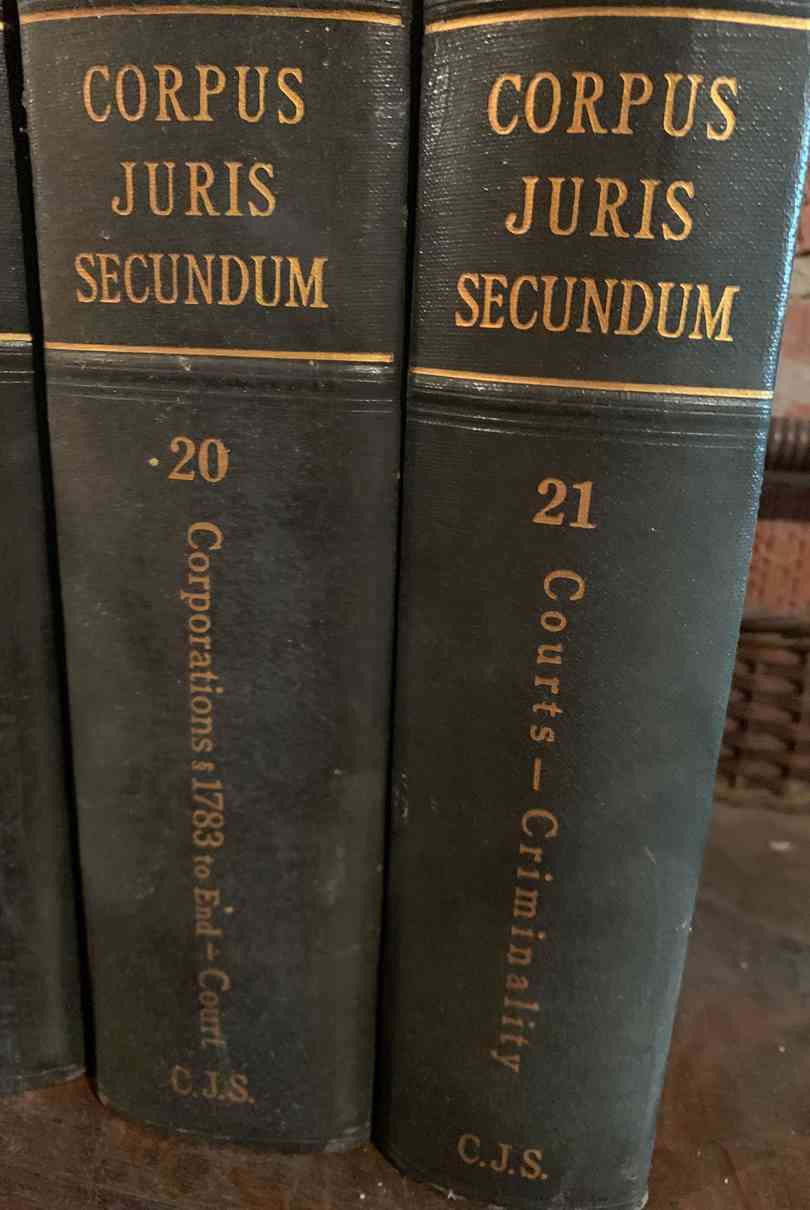 CORPUS
JURIS
SECUNDUM
20
Corporations § 1783 to End - Court
C.J.S.
CORPUS
JURIS
SECUNDUM
21
Courts — Criminality
C.J.S.